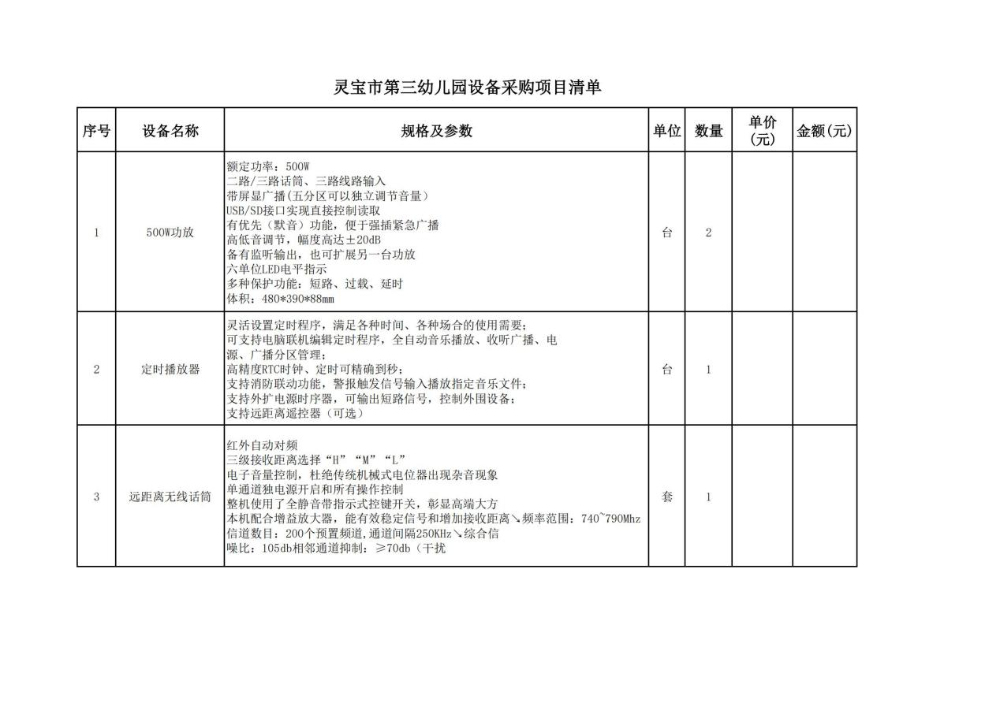 灵宝市第三幼儿园设备采购项目清单
序号 设备名称 规格及参数 单位 数量 单价(元) 金额(元)
1 500W功放
额定功率：500W
二路/三路话筒、三路线路输入
带屏显广播(五分区可以独立调节音量）
USB/SD接口实现直接控制读取
有优先（默音）功能，便于强插紧急广播
高低音调节，幅度高达±20dB
备有监听输出，也可扩展另一台功放
六单位LED电平指示
多种保护功能：短路、过载、延时
体积：480*390*88mm
台 2
2 定时播放器
灵活设置定时程序，满足各种时间、各种场合的使用需要；
可支持电脑联机编辑定时程序，全自动音乐播放、收听广播、电
源、广播分区管理；
高精度RTC时钟、定时可精确到秒；
支持消防联动功能，警报触发信号输入播放指定音乐文件；
支持外扩电源时序器，可输出短路信号，控制外围设备；
支持远距离遥控器（可选）
台 1
3 远距离无线话筒
红外自动对频
三级接收距离选择“H”“M”“L”
电子音量控制，杜绝传统机械式电位器出现杂音现象
单通道独电源开启和所有操作控制
整机使用了全静音带指示式控键开关，彰显高端大方
本机配合增益放大器，能有效稳定信号和增加接收距离↘频率范围：740~790Mhz
信道数目：200个预置频道,通道间隔250KHz↘综合信
噪比：105db相邻通道抑制：≥70db（干扰
套 1